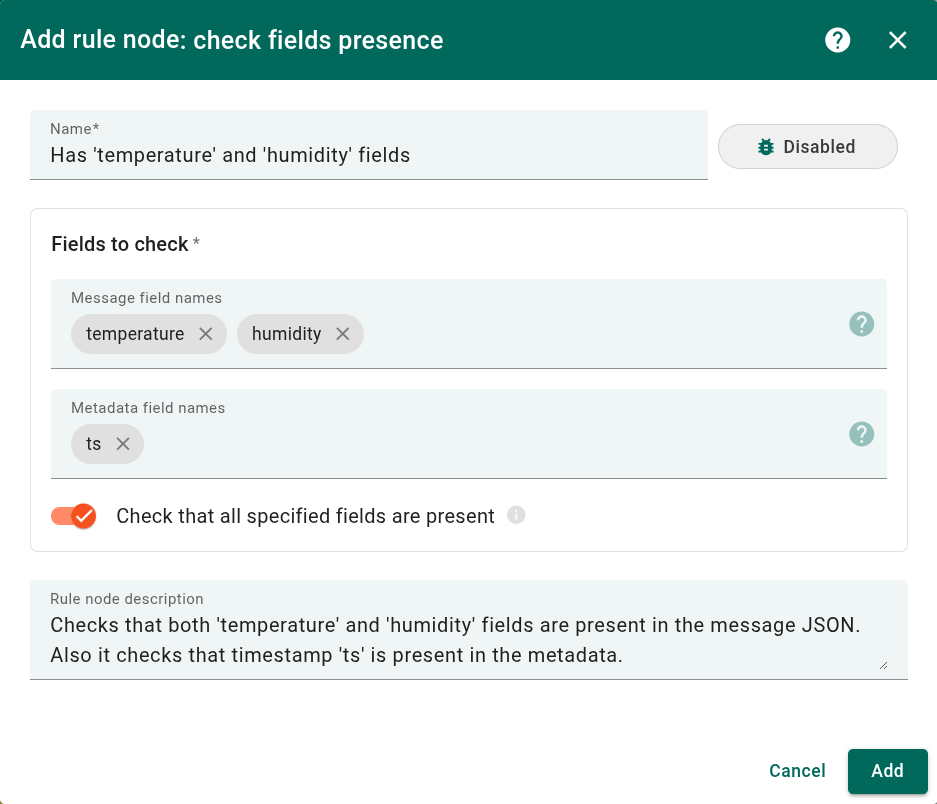 Add rule node: check fields presence
Name*
Has 'temperature' and 'humidity' fields
Disabled
Fields to check *
Message field names
temperature
humidity
Metadata field names
ts
Check that all specified fields are present
Rule node description
Checks that both 'temperature' and 'humidity' fields are present in the message JSON.
Also it checks that timestamp 'ts' is present in the metadata.
Cancel
Add